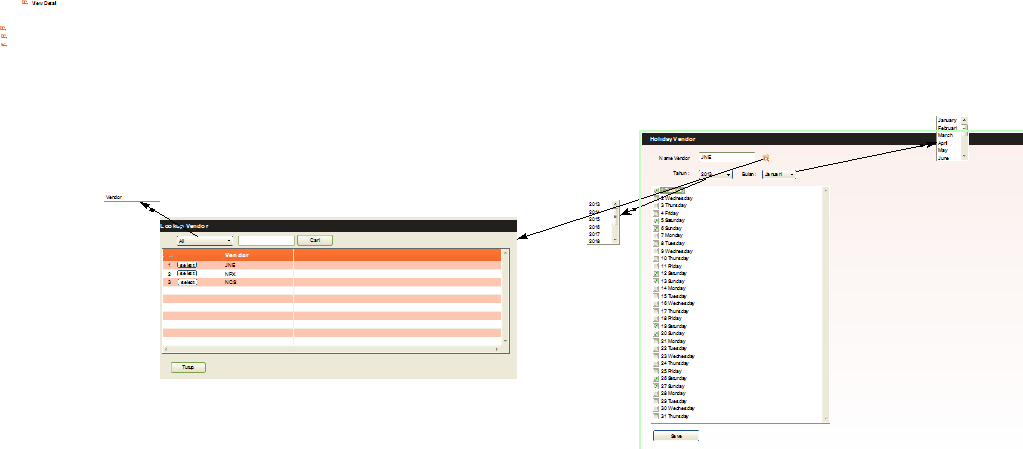 View Detail
January
Februari
March
April
May
June
Holiday Vendor
Name Vendor JNE
Tahun : 2013 Bulan : Januari
Vendor
2013
2014
2015
2016
2017
2018
Lookup Vendor
All Cari
Vendor
1 select JNE
2 select NPX
3 select NCS
Tutup
2 Wednesday
3 Thursday
4 Friday
5 Saturday
6 Sunday
7 Monday
8 Tuesday
9 Wednesday
10 Thursday
11 Friday
12 Saturday
13 Sunday
14 Monday
15 Tuesday
16 Wednesday
17 Thursday
18 Friday
19 Saturday
20 Sunday
21 Monday
22 Tuesday
23 Wednesday
24 Thursday
25 Friday
26 Saturday
27 Sunday
28 Monday
29 Tuesday
30 Wednesday
31 Thursday
Save